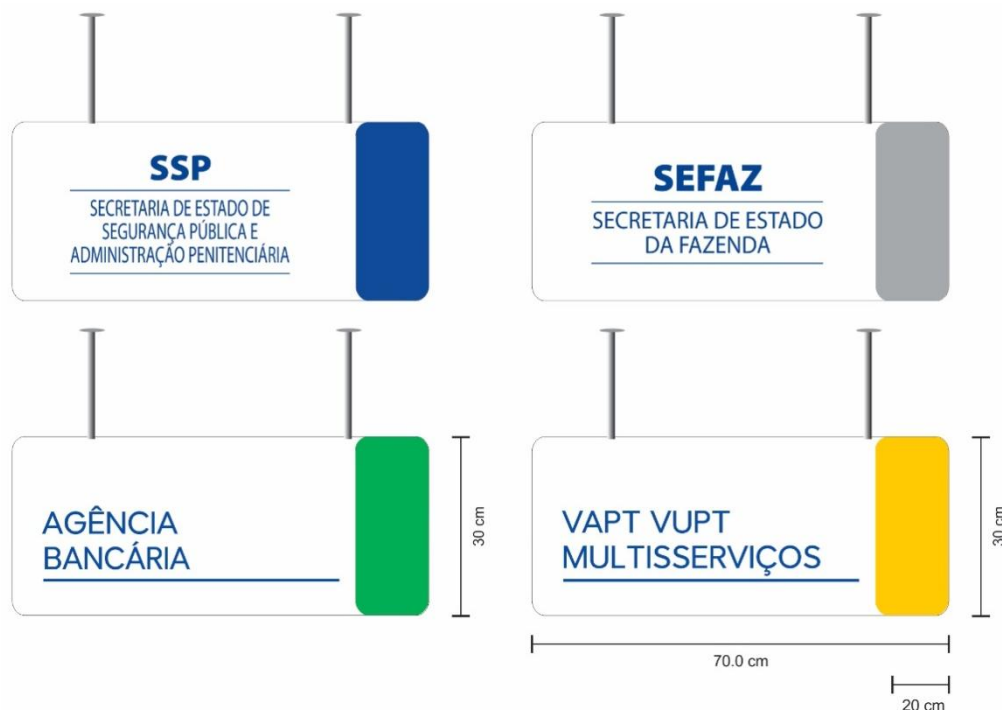 SSP
SECRETARIA DE ESTADO DE
SEGURANÇA PÚBLICA E
ADMINISTRAÇÃO PENITENCIÁRIA
SEFAZ
SECRETARIA DE ESTADO
DA FAZENDA
AGÊNCIA
BANCÁRIA
30 cm
VAPT VUPT
MULTISSERVIÇOS
30 cm
70.0 cm
20 cm